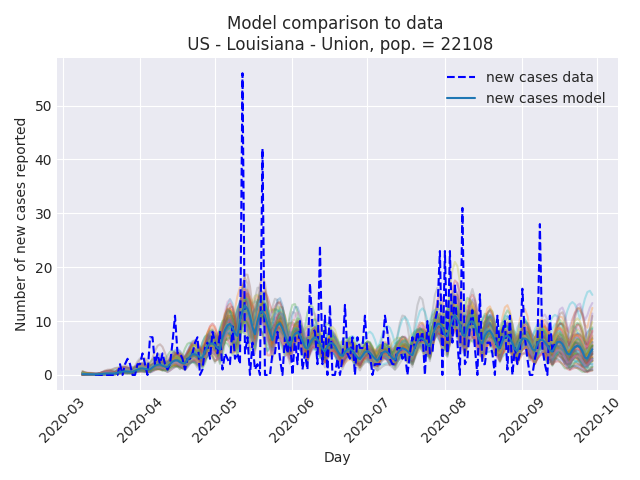 Model comparison to data
US - Louisiana - Union, pop. = 22108
new cases data
new cases model
Number of new cases reported
50
40
30
20
10
0
2020-03
2020-04
2020-05
2020-06
2020-07
2020-08
2020-09
2020-10
Day